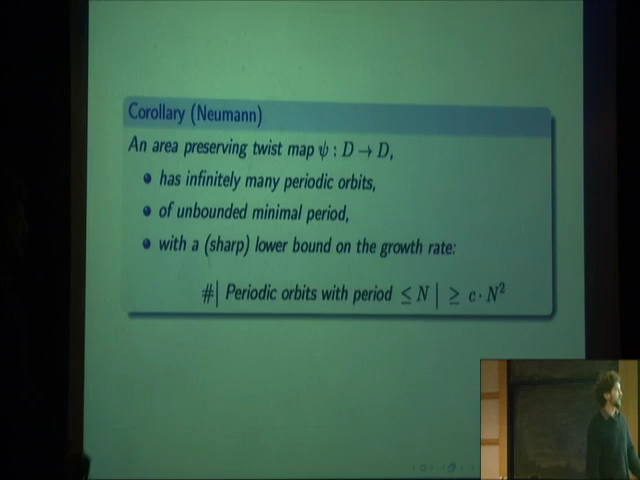 Corollary (Neumann)
An area preserving twist map ψ : D → D,
• has infinitely many periodic orbits,
• of unbounded minimal period,
• with a (sharp) lower bound on the growth rate:
#| Periodic orbits with period ≤ N | ≥ c · N²